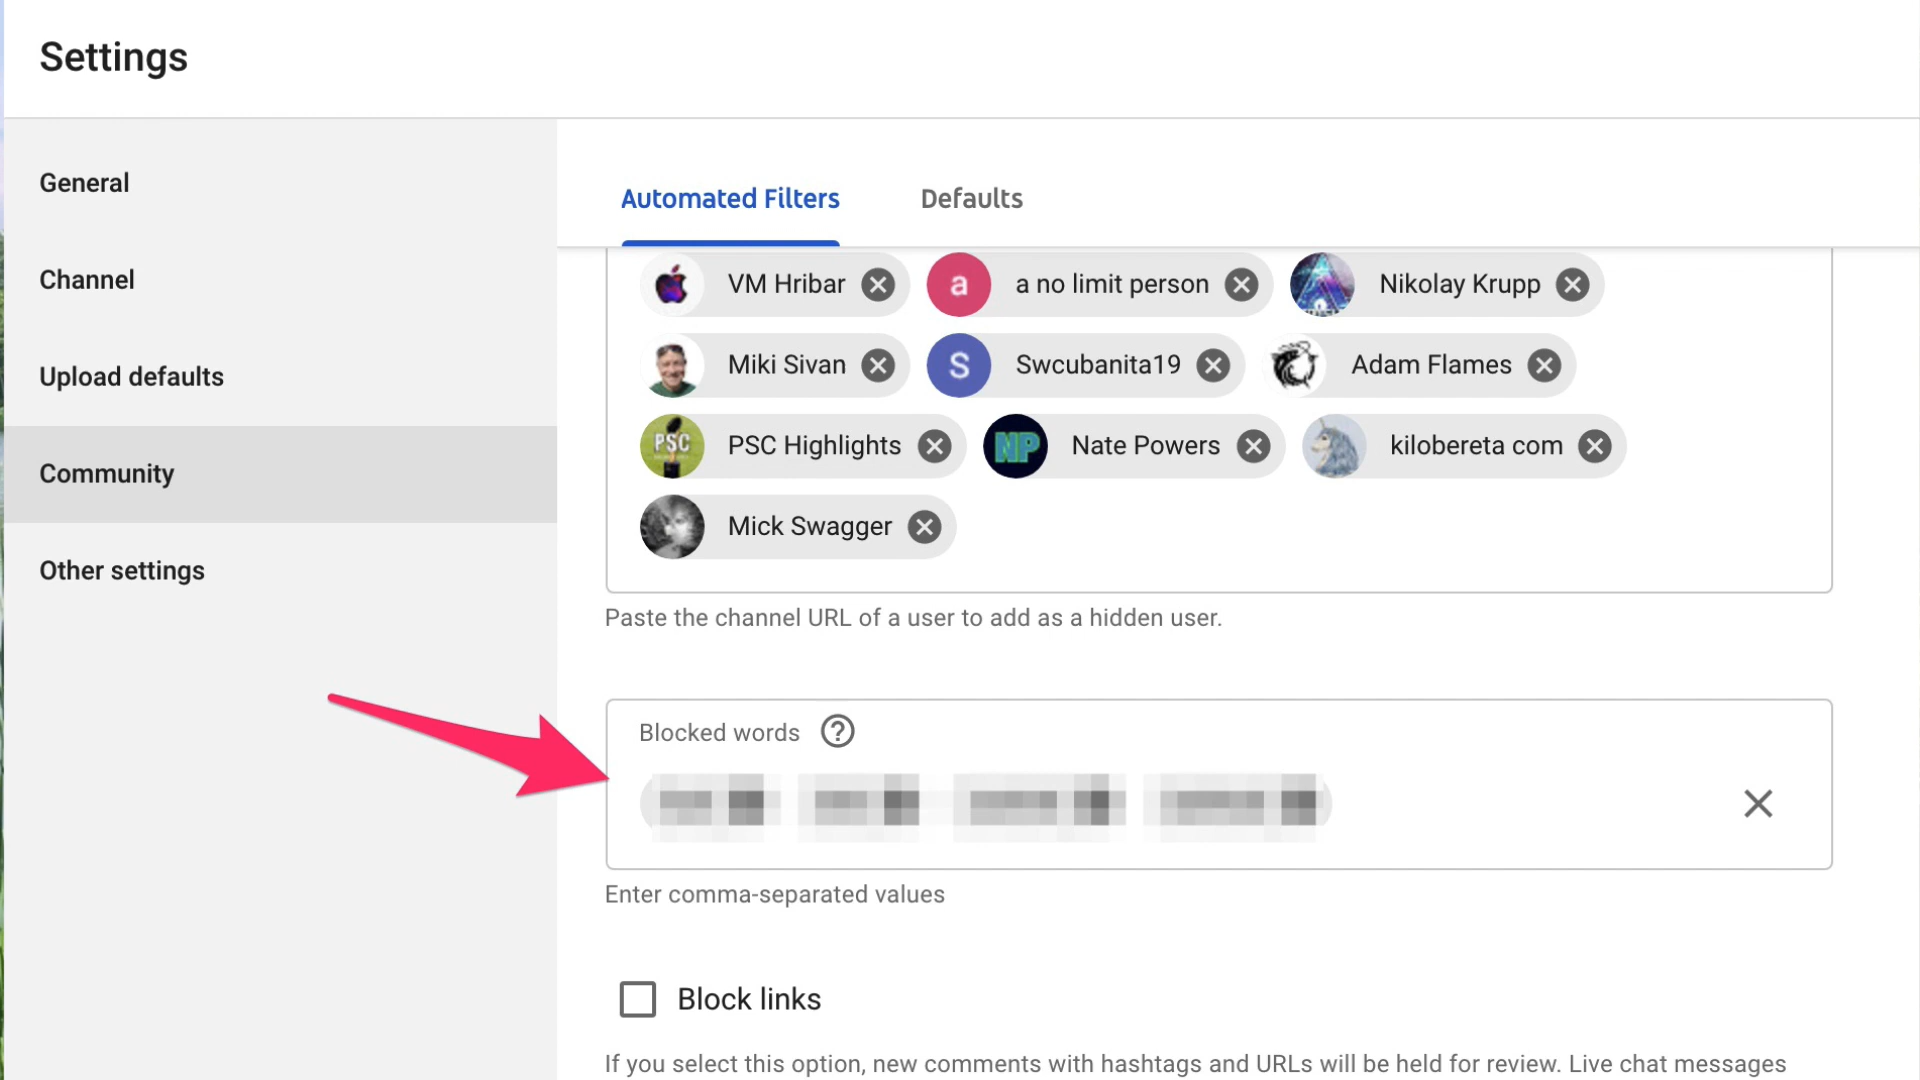 Settings
General
Channel
Upload defaults
Community
Other settings
Automated Filters Defaults
VM Hribar a a no limit person Nikolay Krupp
Miki Sivan S Swcubanita19 Adam Flames
PSC PSC Highlights NP Nate Powers kilobereta com
Mick Swagger
Paste the channel URL of a user to add as a hidden user.
Blocked words ?
Enter comma-separated values
Block links
If you select this option, new comments with hashtags and URLs will be held for review. Live chat messages